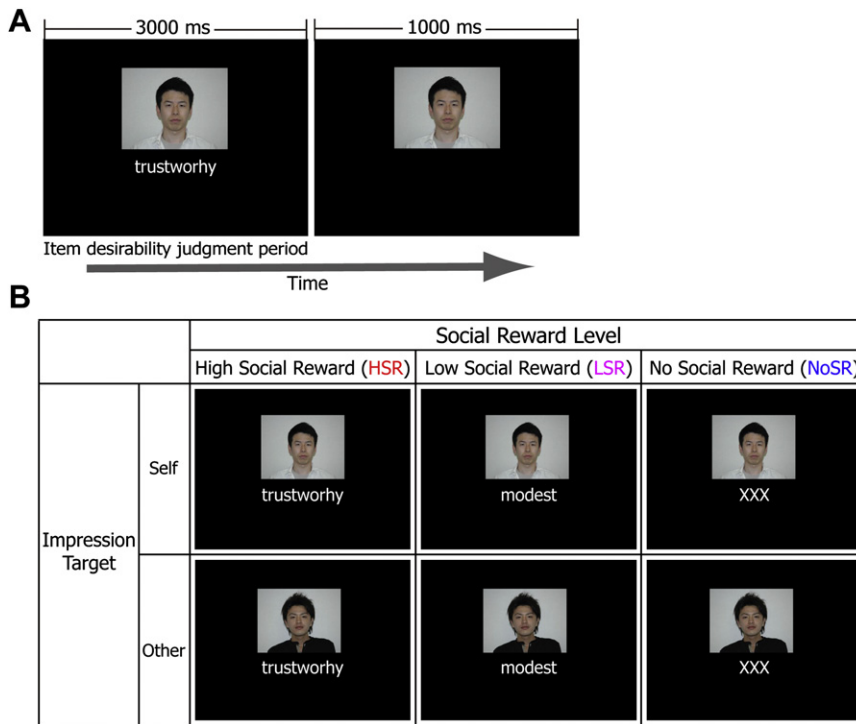 A
3000 ms
1000 ms
trustworhy
Item desirability judgment period
Time
B
Social Reward Level
High Social Reward (HSR)
Low Social Reward (LSR)
No Social Reward (NoSR)
Impression
Target
Self
trustworhy
modest
XXX
Other
trustworhy
modest
XXX